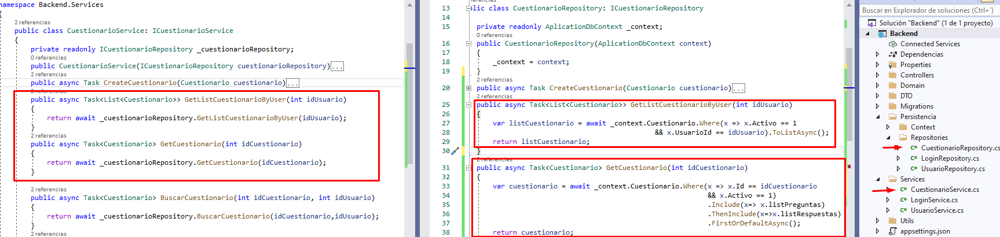 namespace Backend.Services
{
2 referencias
public class CuestionarioService: ICuestionarioService
{
private readonly ICuestionarioRepository _cuestionarioRepository;
0 referencias
public CuestionarioService(ICuestionarioRepository cuestionarioRepository)...
2 referencias
public async Task CreateCuestionario(Cuestionario cuestionario)...
2 referencias
public async Task<List<Cuestionario>> GetListCuestionarioByUser(int idUsuario)
{
return await _cuestionarioRepository.GetListCuestionarioByUser(idUsuario);
}
2 referencias
public async Task<Cuestionario> GetCuestionario(int idCuestionario)
{
return await _cuestionarioRepository.GetCuestionario(idCuestionario);
}
2 referencias
public async Task<Cuestionario> BuscarCuestionario(int idCuestionario, int idUsuario)
{
return await _cuestionarioRepository.BuscarCuestionario(idCuestionario,idUsuario);
}
2 referencias
referencias
13 lic class CuestionarioRepository: ICuestionarioRepository
14
15 private readonly AplicationDbContext _context;
0 referencias
16 public CuestionarioRepository(AplicationDbContext context)
17 {
18 _context = context;
19 }
2 referencias
20 public async Task CreateCuestionario(Cuestionario cuestionario)...
2 referencias
25 public async Task<List<Cuestionario>> GetListCuestionarioByUser(int idUsuario)
26 {
27 var listCuestionario = await _context.Cuestionario.Where(x => x.Activo == 1
28 && x.UsuarioId == idUsuario).ToListAsync();
29 return listCuestionario;
30 }
2 referencias
31 public async Task<Cuestionario> GetCuestionario(int idCuestionario)
32 {
33 var cuestionario = await _context.Cuestionario.Where(x => x.Id == idCuestionario
34 && x.Activo == 1)
35 .Include(x=> x.listPreguntas)
36 .ThenInclude(x=>x.listRespuestas)
37 .FirstOrDefaultAsync();
38 return cuestionario;
Buscar en Explorador de soluciones (Ctrl+´)
Solución "Backend" (1 de 1 proyecto)
Backend
Connected Services
Dependencias
Properties
Controllers
Domain
DTO
Migrations
Persistencia
Context
Repositories
C# CuestionarioRepository.cs
C# LoginRepository.cs
C# UsuarioRepository.cs
Services
C# CuestionarioService.cs
C# LoginService.cs
C# UsuarioService.cs
Utils
appsettings.json